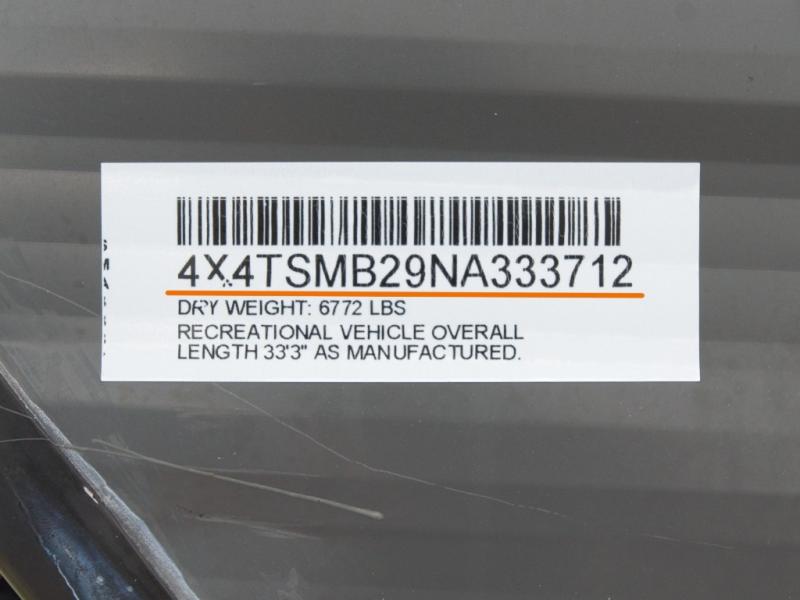 4X4TSMB29NA333712
DRY WEIGHT: 6772 LBS
RECREATIONAL VEHICLE OVERALL
LENGTH 33'3" AS MANUFACTURED.